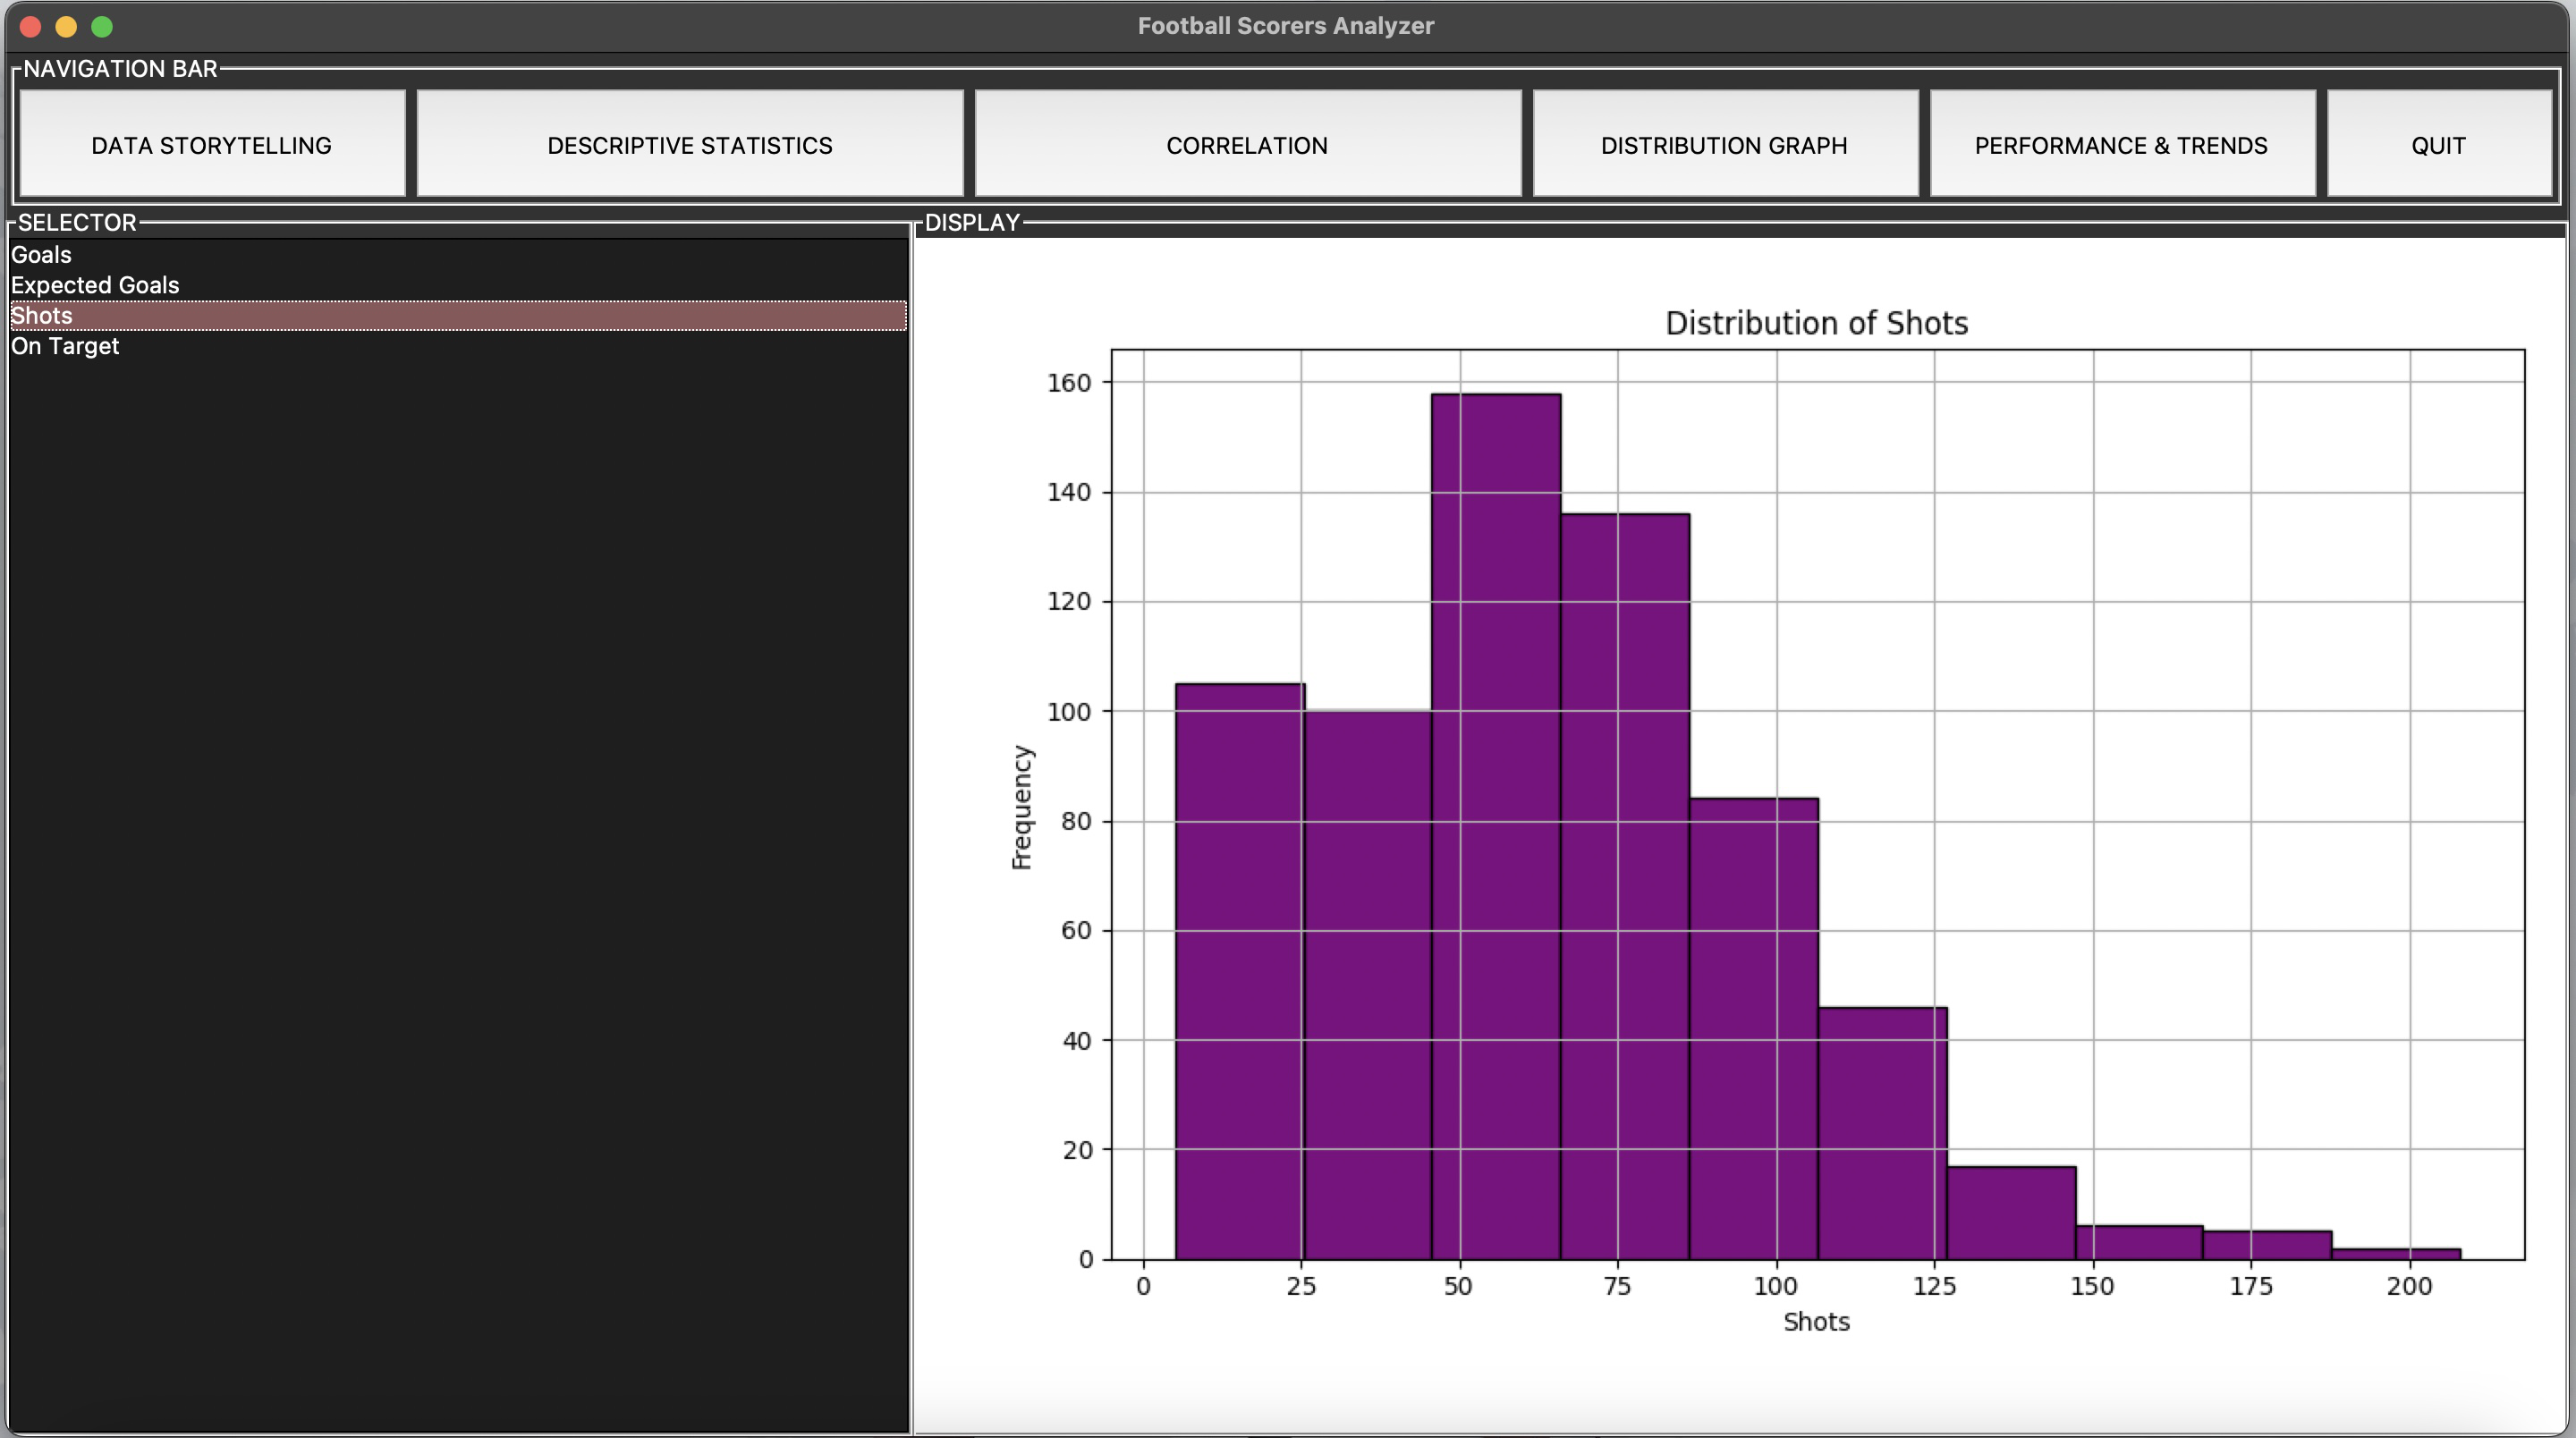 Football Scorers Analyzer
NAVIGATION BAR
DATA STORYTELLING
DESCRIPTIVE STATISTICS
CORRELATION
DISTRIBUTION GRAPH
PERFORMANCE & TRENDS
QUIT
SELECTOR
Goals
Expected Goals
Shots
On Target
DISPLAY
Distribution of Shots
160
140
120
100
80
60
40
20
0
Frequency
0 25 50 75 100 125 150 175 200
Shots